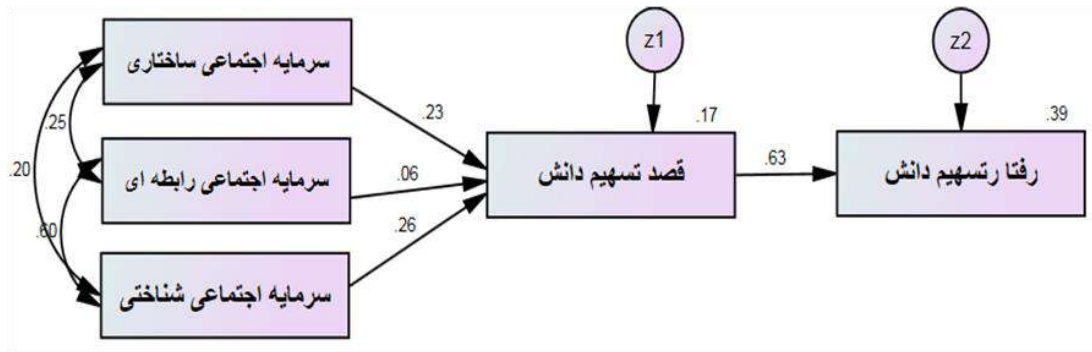 سرمایه اجتماعی ساختاری
سرمایه اجتماعی رابطه ای
سرمایه اجتماعی شناختی
.25
.20
.60
.23
.06
.26
z1
.17
قصد تسهیم دانش
.63
z2
.39
رفتا رتسهیم دانش